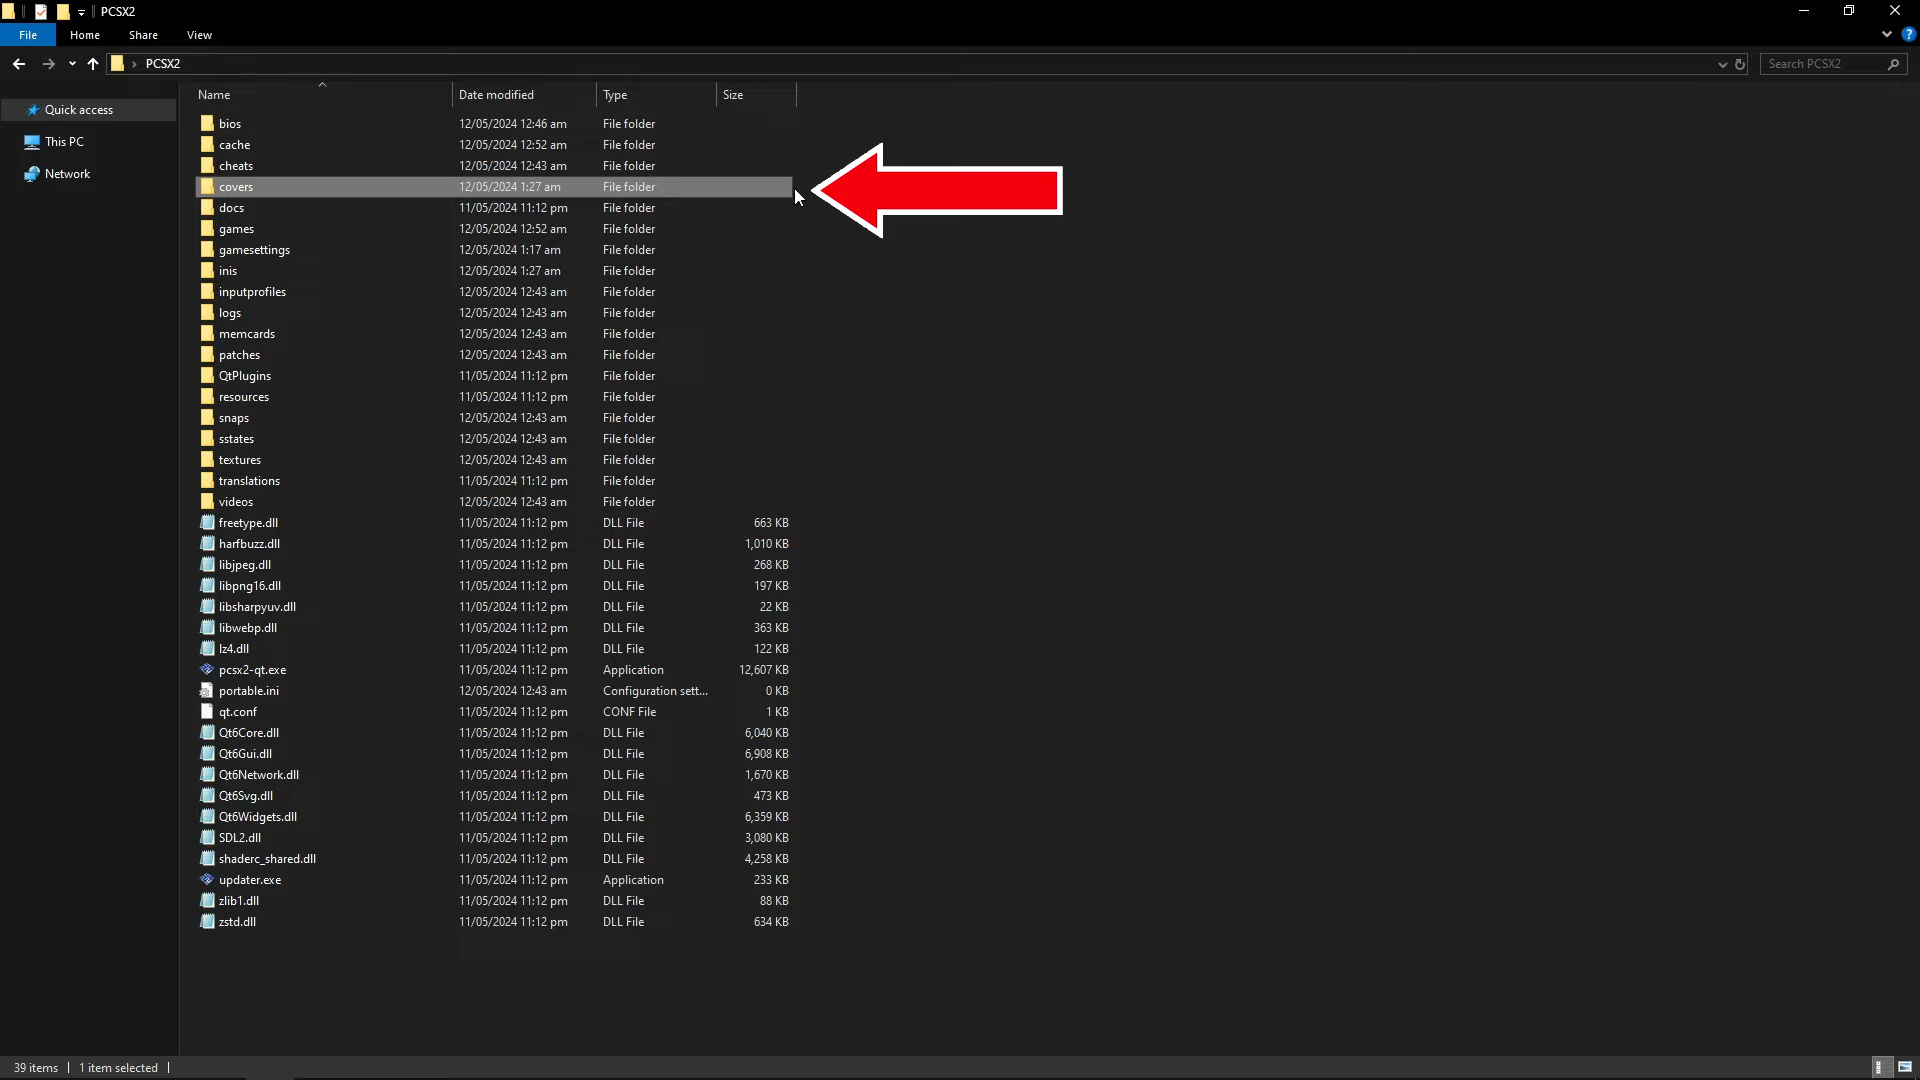 PCSX2
File Home Share View
PCSX2 Search PCSX2
Name Date modified Type Size
Quick access
This PC
Network
bios 12/05/2024 12:46 am File folder
cache 12/05/2024 12:52 am File folder
cheats 12/05/2024 12:43 am File folder
covers 12/05/2024 1:27 am File folder
docs 11/05/2024 11:12 pm File folder
games 12/05/2024 12:52 am File folder
gamesettings 12/05/2024 1:17 am File folder
inis 12/05/2024 1:27 am File folder
inputprofiles 12/05/2024 12:43 am File folder
logs 12/05/2024 12:43 am File folder
memcards 12/05/2024 12:43 am File folder
patches 12/05/2024 12:43 am File folder
QtPlugins 11/05/2024 11:12 pm File folder
resources 11/05/2024 11:12 pm File folder
snaps 12/05/2024 12:43 am File folder
sstates 12/05/2024 12:43 am File folder
textures 12/05/2024 12:43 am File folder
translations 11/05/2024 11:12 pm File folder
videos 12/05/2024 12:43 am File folder
freetype.dll 11/05/2024 11:12 pm DLL File 663 KB
harfbuzz.dll 11/05/2024 11:12 pm DLL File 1,010 KB
libjpeg.dll 11/05/2024 11:12 pm DLL File 268 KB
libpng16.dll 11/05/2024 11:12 pm DLL File 197 KB
libsharpyuv.dll 11/05/2024 11:12 pm DLL File 22 KB
libwebp.dll 11/05/2024 11:12 pm DLL File 363 KB
lz4.dll 11/05/2024 11:12 pm DLL File 122 KB
pcsx2-qt.exe 11/05/2024 11:12 pm Application 12,607 KB
portable.ini 12/05/2024 12:43 am Configuration sett... 0 KB
qt.conf 11/05/2024 11:12 pm CONF File 1 KB
Qt6Core.dll 11/05/2024 11:12 pm DLL File 6,040 KB
Qt6Gui.dll 11/05/2024 11:12 pm DLL File 6,908 KB
Qt6Network.dll 11/05/2024 11:12 pm DLL File 1,670 KB
Qt6Svg.dll 11/05/2024 11:12 pm DLL File 473 KB
Qt6Widgets.dll 11/05/2024 11:12 pm DLL File 6,359 KB
SDL2.dll 11/05/2024 11:12 pm DLL File 3,080 KB
shaderc_shared.dll 11/05/2024 11:12 pm DLL File 4,258 KB
updater.exe 11/05/2024 11:12 pm Application 233 KB
zlib1.dll 11/05/2024 11:12 pm DLL File 88 KB
zstd.dll 11/05/2024 11:12 pm DLL File 634 KB
39 items 1 item selected